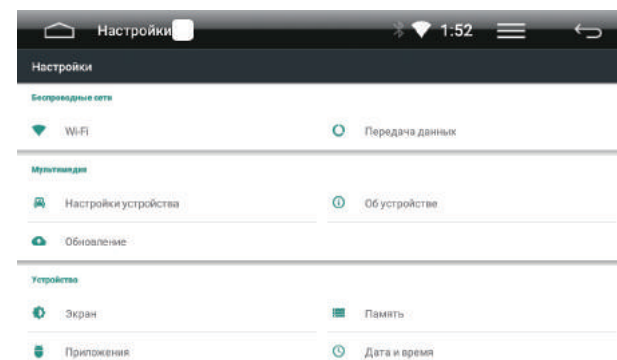 Настройки 1:52
Настройки
Беспроводные сети
Wi-Fi Передача данных
Мультимедиа
Настройки устройства Об устройстве
Обновление
Устройство
Экран Память
Приложения Дата и время